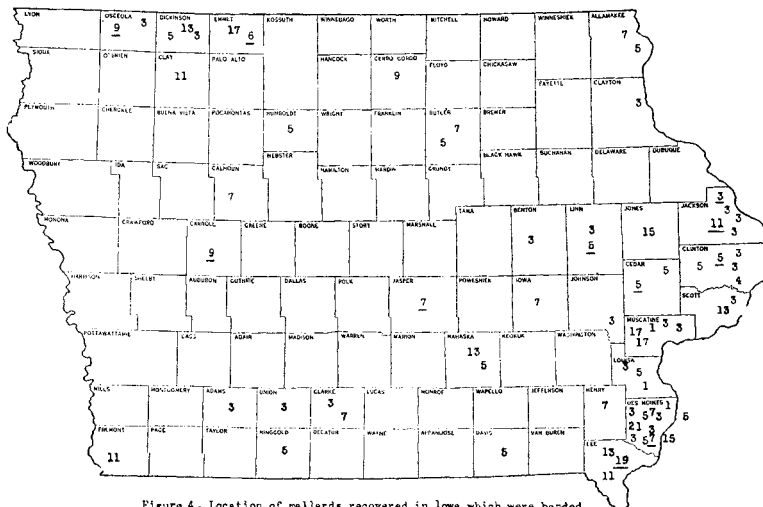 LYON OSCEOLA 3 DICKINSON 13 EMMET 17 KOSSUTH WINNEBAGO WORTH MITCHELL HOWARD WINNESHIEK ALLAMAKEE 7
9 5 3 6 5
SIOUX O'BRIEN CLAY PALO ALTO HANCOCK CERRO GORDO FLOYD CHICKASAW
11 9
FAYETTE CLAYTON
3
PLYMOUTH CHEROKEE BUENA VISTA POCAHONTAS HUMBOLDT WRIGHT FRANKLIN BUTLER BREMER
5 7
5
WOODBURY IDA SAC CALHOUN WEBSTER HAMILTON HARDIN GRUNDY BLACK HAWK BUCHANAN DELAWARE DUBUQUE
7
3
MONONA CRAWFORD CARROLL GREENE BOONE STORY MARSHALL TAMA BENTON LINN JONES JACKSON 3
9 3 3 15 11 3
5 3
CLINTON 3
5 5 3
4
HARRISON SHELBY AUDUBON GUTHRIE DALLAS POLK JASPER POWESHIEK IOWA JOHNSON CEDAR 5
7 7 5
3
SCOTT 3
13
POTTAWATTAMIE CASS ADAIR MADISON WARREN MARION MAHASKA KEOKUK WASHINGTON MUSCATINE 3
17 1 3
17
13
5
LOUISA
3 5
1
MILLS MONTGOMERY ADAMS UNION CLARKE LUCAS MONROE WAPELLO JEFFERSON HENRY DES MOINES 1
3 3 3 7 7
3 5 7 3 5
21 3
3 5 7 15
FREMONT PAGE TAYLOR RINGGOLD DECATUR WAYNE APPANOOSE DAVIS VAN BUREN LEE
11 5 5 13 19
11
Figure 4. Location of mallards recovered in Iowa which were banded